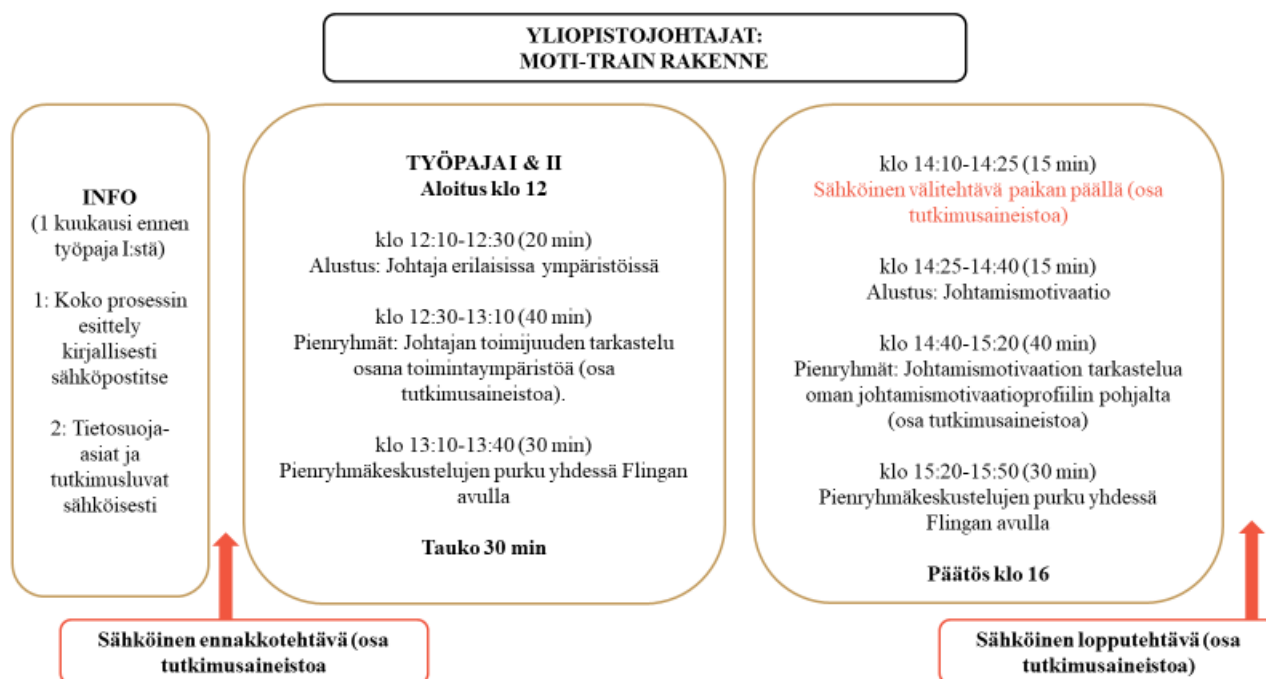 YLIOPISTOJOHTAJAT:
MOTI-TRAIN RAKENNE
INFO
(1 kuukausi ennen
työpaja I:stä)
1: Koko prosessin
esittely
kirjallisesti
sähköpostitse
2: Tietosuoja-
asiat ja
tutkimusluvat
sähköisesti
TYÖPAJA I & II
Aloitus klo 12
klo 12:10-12:30 (20 min)
Alustus: Johtaja erilaisissa ympäristöissä
klo 12:30-13:10 (40 min)
Pienryhmät: Johtajan toimijuuden tarkastelu
osana toimintaympäristöä (osa
tutkimusaineistoa).
klo 13:10-13:40 (30 min)
Pienryhmäkeskustelujen purku yhdessä Flingan
avulla
Tauko 30 min
klo 14:10-14:25 (15 min)
Sähköinen välitehtävä paikan päällä (osa
tutkimusaineistoa)
klo 14:25-14:40 (15 min)
Alustus: Johtamismotivaatio
klo 14:40-15:20 (40 min)
Pienryhmät: Johtamismotivaation tarkastelua
oman johtamismotivaatioprofiilin pohjalta
(osa tutkimusaineistoa)
klo 15:20-15:50 (30 min)
Pienryhmäkeskustelujen purku yhdessä
Flingan avulla
Päätös klo 16
Sähköinen ennakkotehtävä (osa
tutkimusaineistoa
Sähköinen lopputehtävä (osa
tutkimusaineistoa)